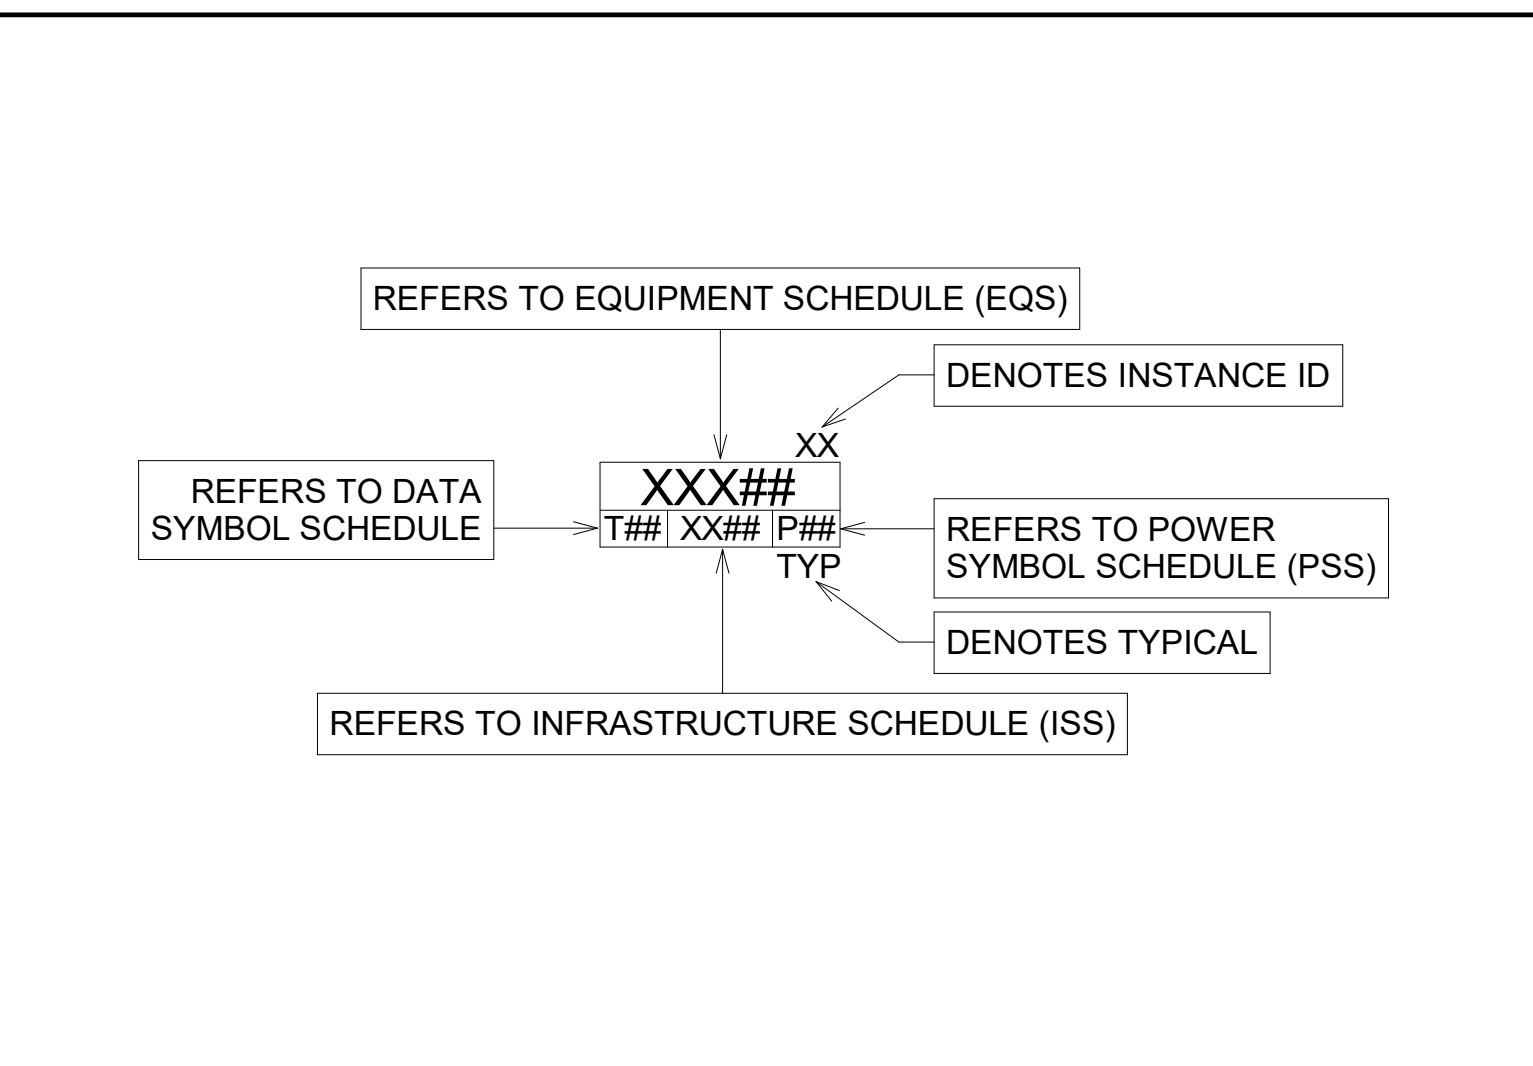 REFERS TO EQUIPMENT SCHEDULE (EQS)
DENOTES INSTANCE ID
XX
XXX##
REFERS TO DATA
SYMBOL SCHEDULE
T## XX## P##
REFERS TO POWER
SYMBOL SCHEDULE (PSS)
TYP
DENOTES TYPICAL
REFERS TO INFRASTRUCTURE SCHEDULE (ISS)